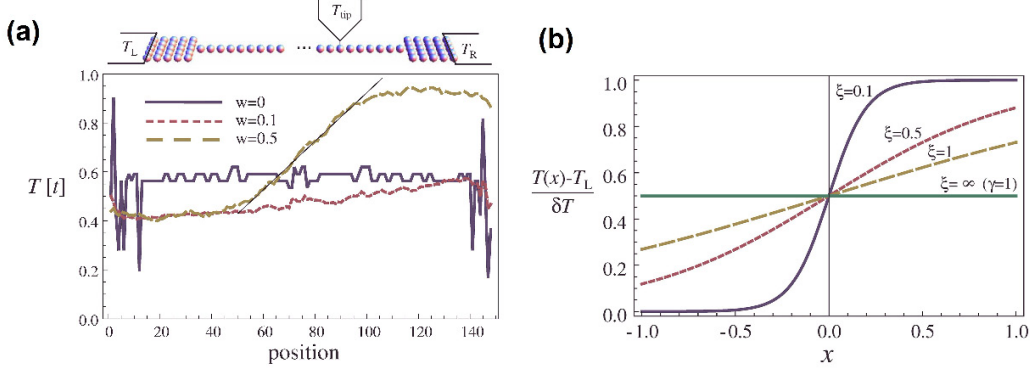 (a)
T_tip
T_L
...
T_R
1.0
0.8
0.6
0.4
0.2
0.0
T [t]
w=0
w=0.1
w=0.5
0
20
40
60
80
100
120
140
position
(b)
1.0
0.8
0.6
0.4
0.2
0.0
T(x)-T_L
δT
ξ=0.1
ξ=0.5
ξ=1
ξ=∞ (γ=1)
-1.0
-0.5
0.0
0.5
1.0
x